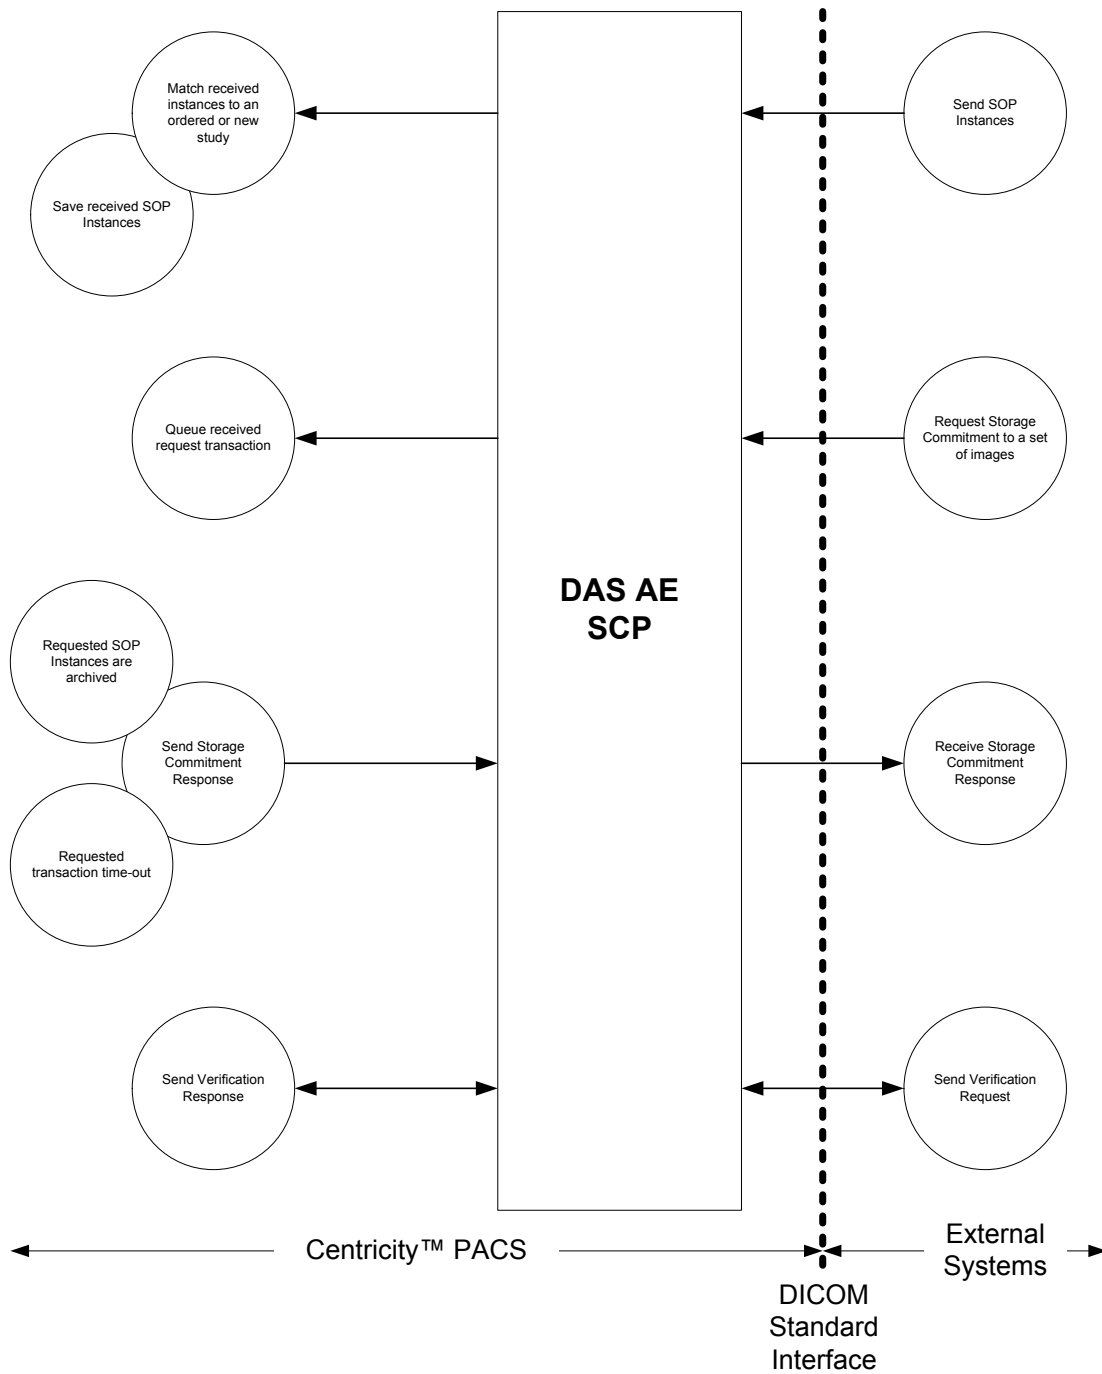 Match received
instances to an
ordered or new
study
Send SOP
Instances
Save received SOP
Instances
Queue received
request transaction
Request Storage
Commitment to a set
of images
DAS AE
SCP
Requested SOP
Instances are
archived
Send Storage
Commitment
Response
Receive Storage
Commitment
Response
Requested
transaction time-out
Send Verification
Response
Send Verification
Request
Centricity™ PACS
External
Systems
DICOM
Standard
Interface